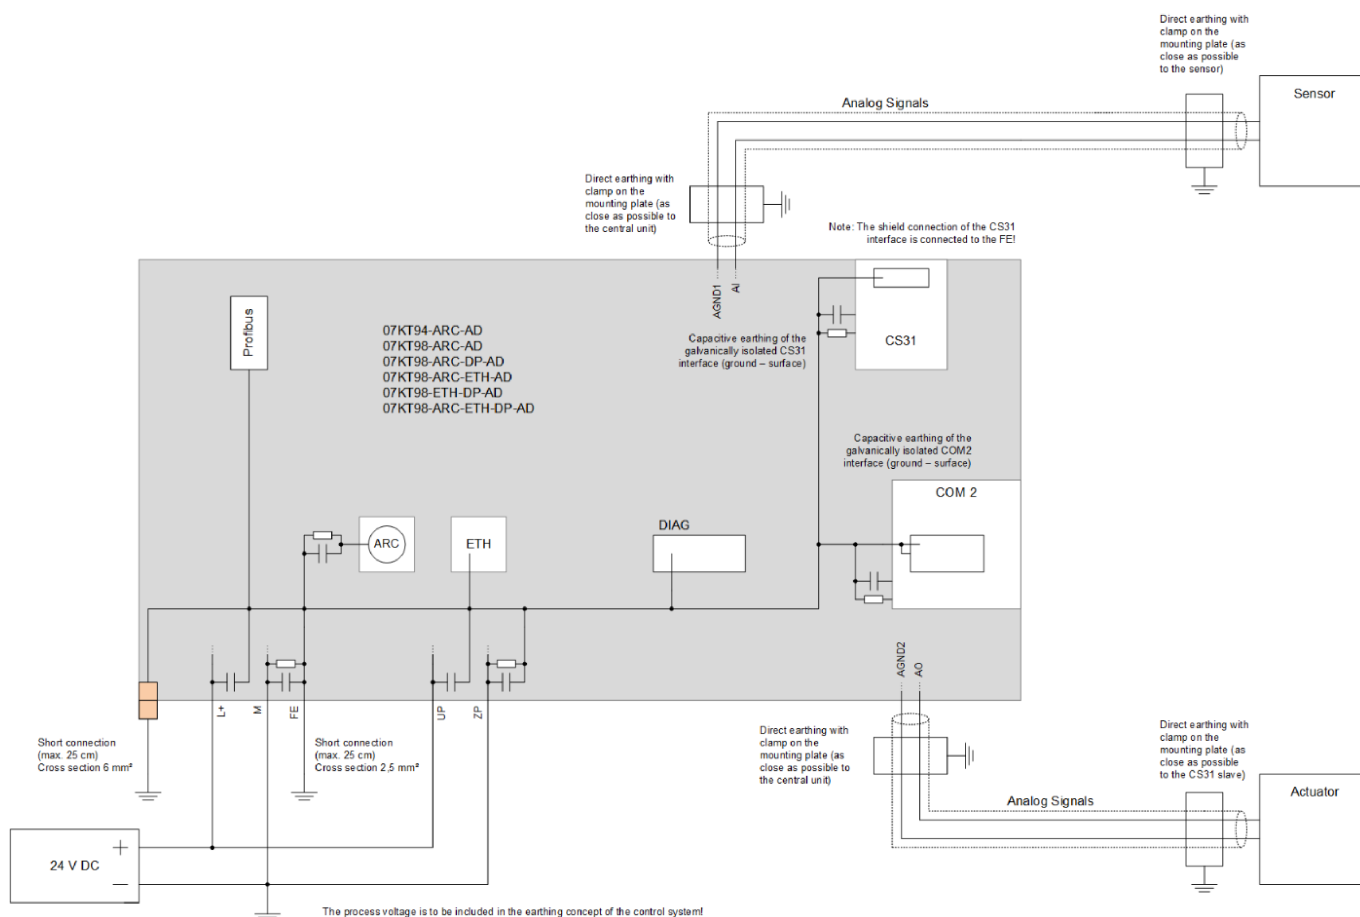 Direct earthing with
clamp on the
mounting plate (as
close as possible
to the sensor)
Sensor
Analog Signals
Direct earthing with
clamp on the
mounting plate (as
close as possible to
the central unit)
Note: The shield connection of the CS31
interface is connected to the FE!
AGND1
AI
Profibus
07KT94-ARC-AD
07KT98-ARC-AD
07KT98-ARC-DP-AD
07KT98-ARC-ETH-AD
07KT98-ETH-DP-AD
07KT98-ARC-ETH-DP-AD
Capacitive earthing of the
galvanically isolated CS31
interface (ground – surface)
CS31
Capacitive earthing of the
galvanically isolated COM2
interface (ground – surface)
COM 2
ARC
ETH
DIAG
AGND2
AO
L+
M
FE
UP
ZP
Short connection
(max. 25 cm)
Cross section 6 mm²
Short connection
(max. 25 cm)
Cross section 2,5 mm²
Direct earthing with
clamp on the
mounting plate (as
close as possible to
the central unit)
Direct earthing with
clamp on the
mounting plate (as
close as possible
to the CS31 slave)
Actuator
Analog Signals
24 V DC
+
–
The process voltage is to be included in the earthing concept of the control system!